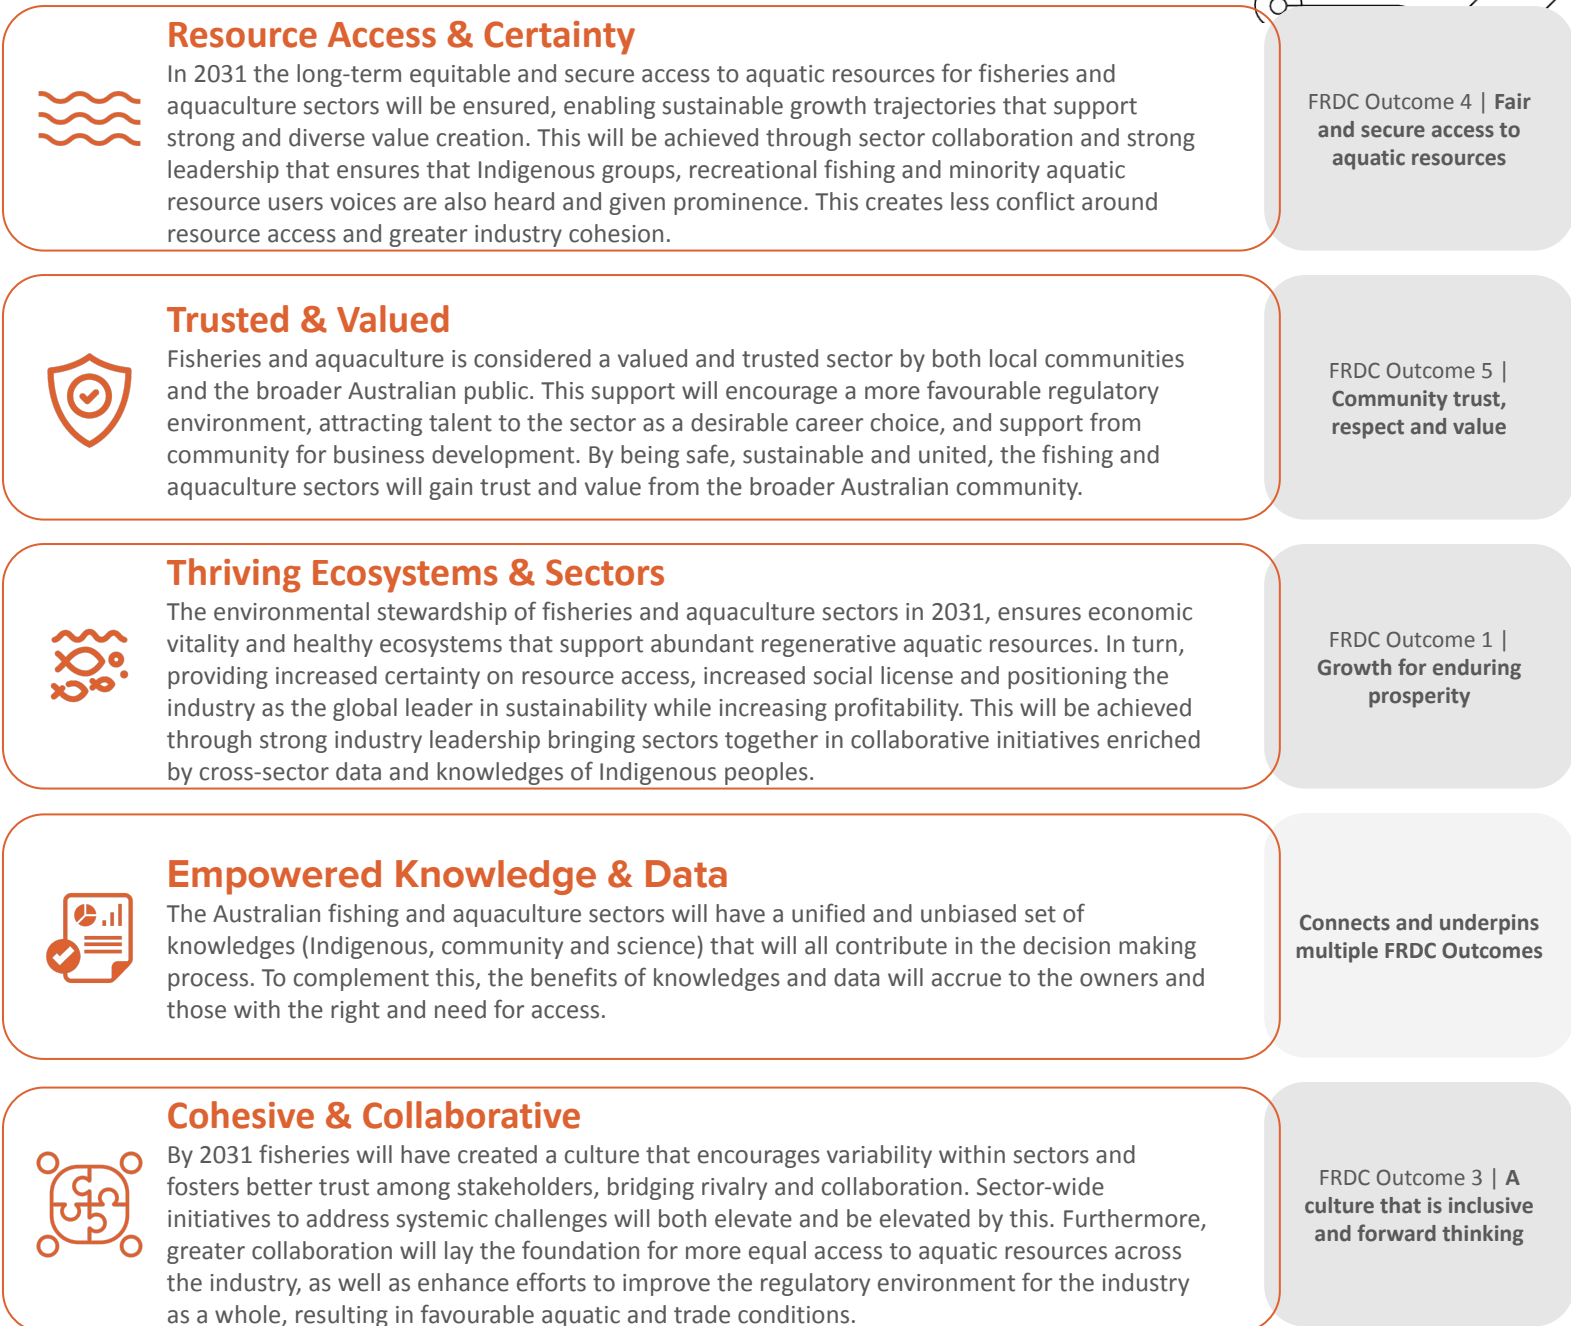 Resource Access & Certainty
In 2031 the long-term equitable and secure access to aquatic resources for fisheries and
aquaculture sectors will be ensured, enabling sustainable growth trajectories that support
strong and diverse value creation. This will be achieved through sector collaboration and strong
leadership that ensures that Indigenous groups, recreational fishing and minority aquatic
resource users voices are also heard and given prominence. This creates less conflict around
resource access and greater industry cohesion.
FRDC Outcome 4 | Fair
and secure access to
aquatic resources
Trusted & Valued
Fisheries and aquaculture is considered a valued and trusted sector by both local communities
and the broader Australian public. This support will encourage a more favourable regulatory
environment, attracting talent to the sector as a desirable career choice, and support from
community for business development. By being safe, sustainable and united, the fishing and
aquaculture sectors will gain trust and value from the broader Australian community.
FRDC Outcome 5 |
Community trust,
respect and value
Thriving Ecosystems & Sectors
The environmental stewardship of fisheries and aquaculture sectors in 2031, ensures economic
vitality and healthy ecosystems that support abundant regenerative aquatic resources. In turn,
providing increased certainty on resource access, increased social license and positioning the
industry as the global leader in sustainability while increasing profitability. This will be achieved
through strong industry leadership bringing sectors together in collaborative initiatives enriched
by cross-sector data and knowledges of Indigenous peoples.
FRDC Outcome 1 |
Growth for enduring
prosperity
Empowered Knowledge & Data
The Australian fishing and aquaculture sectors will have a unified and unbiased set of
knowledges (Indigenous, community and science) that will all contribute in the decision making
process. To complement this, the benefits of knowledges and data will accrue to the owners and
those with the right and need for access.
Connects and underpins
multiple FRDC Outcomes
Cohesive & Collaborative
By 2031 fisheries will have created a culture that encourages variability within sectors and
fosters better trust among stakeholders, bridging rivalry and collaboration. Sector-wide
initiatives to address systemic challenges will both elevate and be elevated by this. Furthermore,
greater collaboration will lay the foundation for more equal access to aquatic resources across
the industry, as well as enhance efforts to improve the regulatory environment for the industry
as a whole, resulting in favourable aquatic and trade conditions.
FRDC Outcome 3 | A
culture that is inclusive
and forward thinking